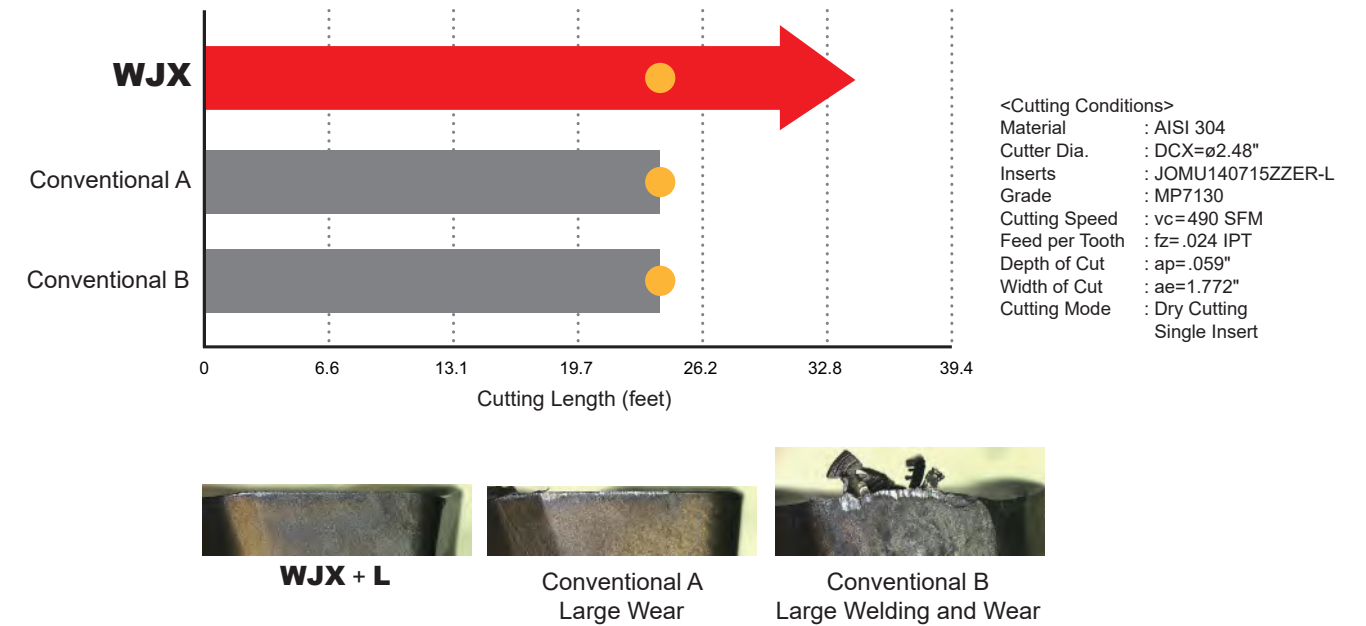 WJX
Conventional A
Conventional B
0 6.6 13.1 19.7 26.2 32.8 39.4
Cutting Length (feet)
<Cutting Conditions>
Material : AISI 304
Cutter Dia. : DCX=ø2.48"
Inserts : JOMU140715ZZER-L
Grade : MP7130
Cutting Speed : vc=490 SFM
Feed per Tooth : fz=.024 IPT
Depth of Cut : ap=.059"
Width of Cut : ae=1.772"
Cutting Mode : Dry Cutting
Single Insert
WJX + L
Conventional A
Large Wear
Conventional B
Large Welding and Wear